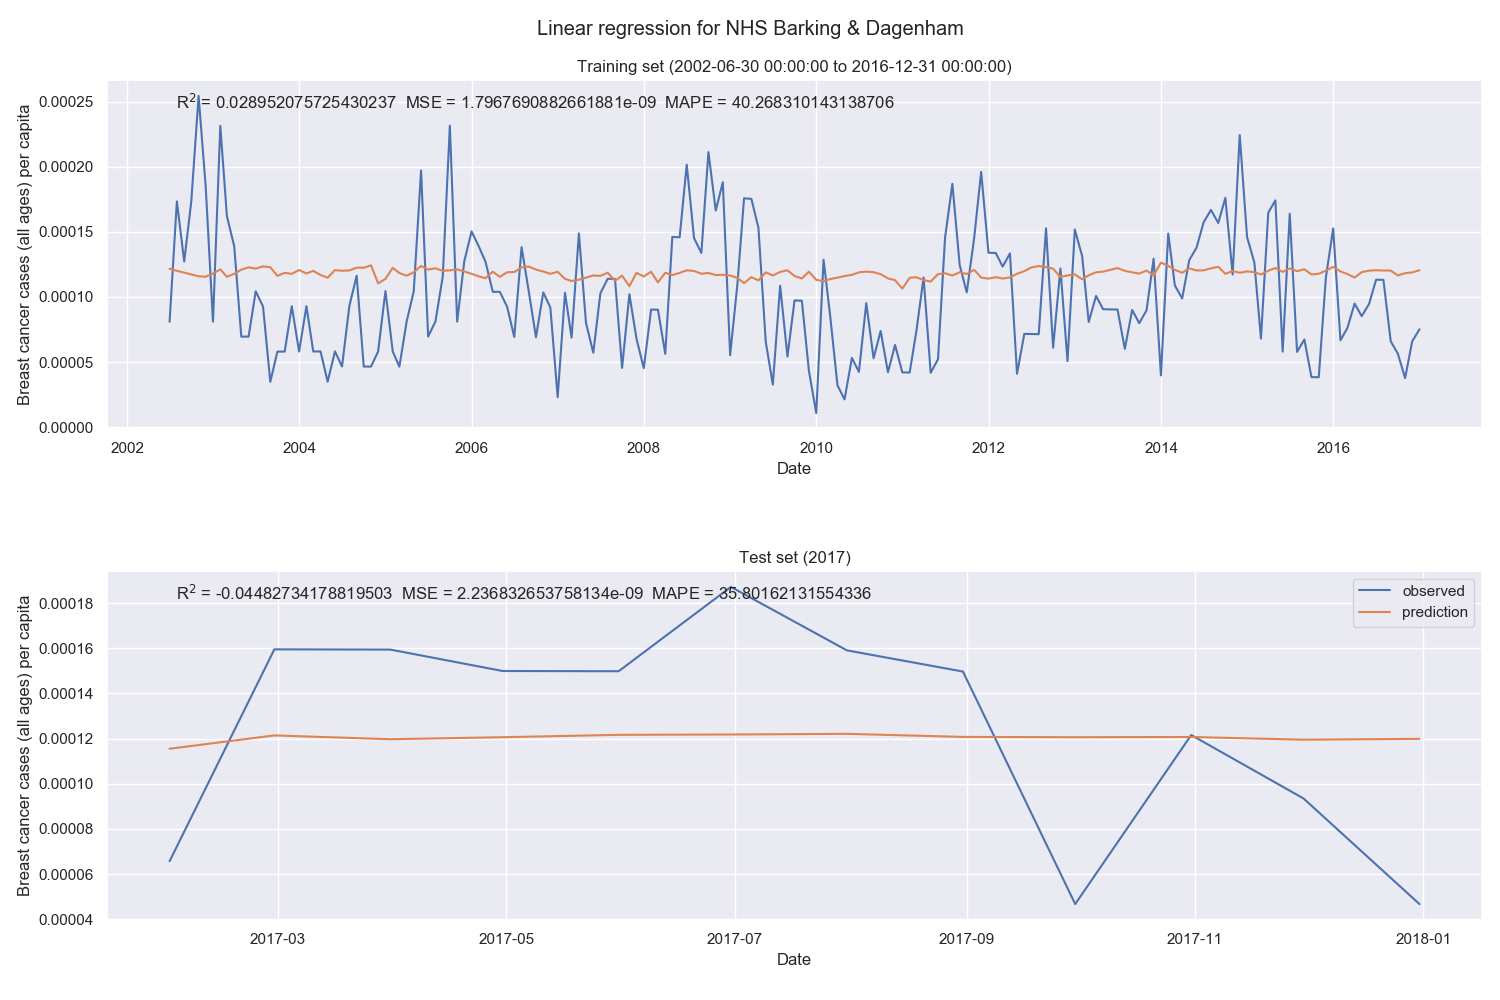 Linear regression for NHS Barking & Dagenham
Training set (2002-06-30 00:00:00 to 2016-12-31 00:00:00)
R² = 0.028952075725430237 MSE = 1.7967690882661881e-09 MAPE = 40.268310143138706
Breast cancer cases (all ages) per capita
0.00025
0.00020
0.00015
0.00010
0.00005
0.00000
2002 2004 2006 2008 2010 2012 2014 2016
Date
Test set (2017)
R² = -0.04482734178819503 MSE = 2.236832653758134e-09 MAPE = 35.80162131554336
observed
prediction
Breast cancer cases (all ages) per capita
0.00018
0.00016
0.00014
0.00012
0.00010
0.00008
0.00006
0.00004
2017-03 2017-05 2017-07 2017-09 2017-11 2018-01
Date